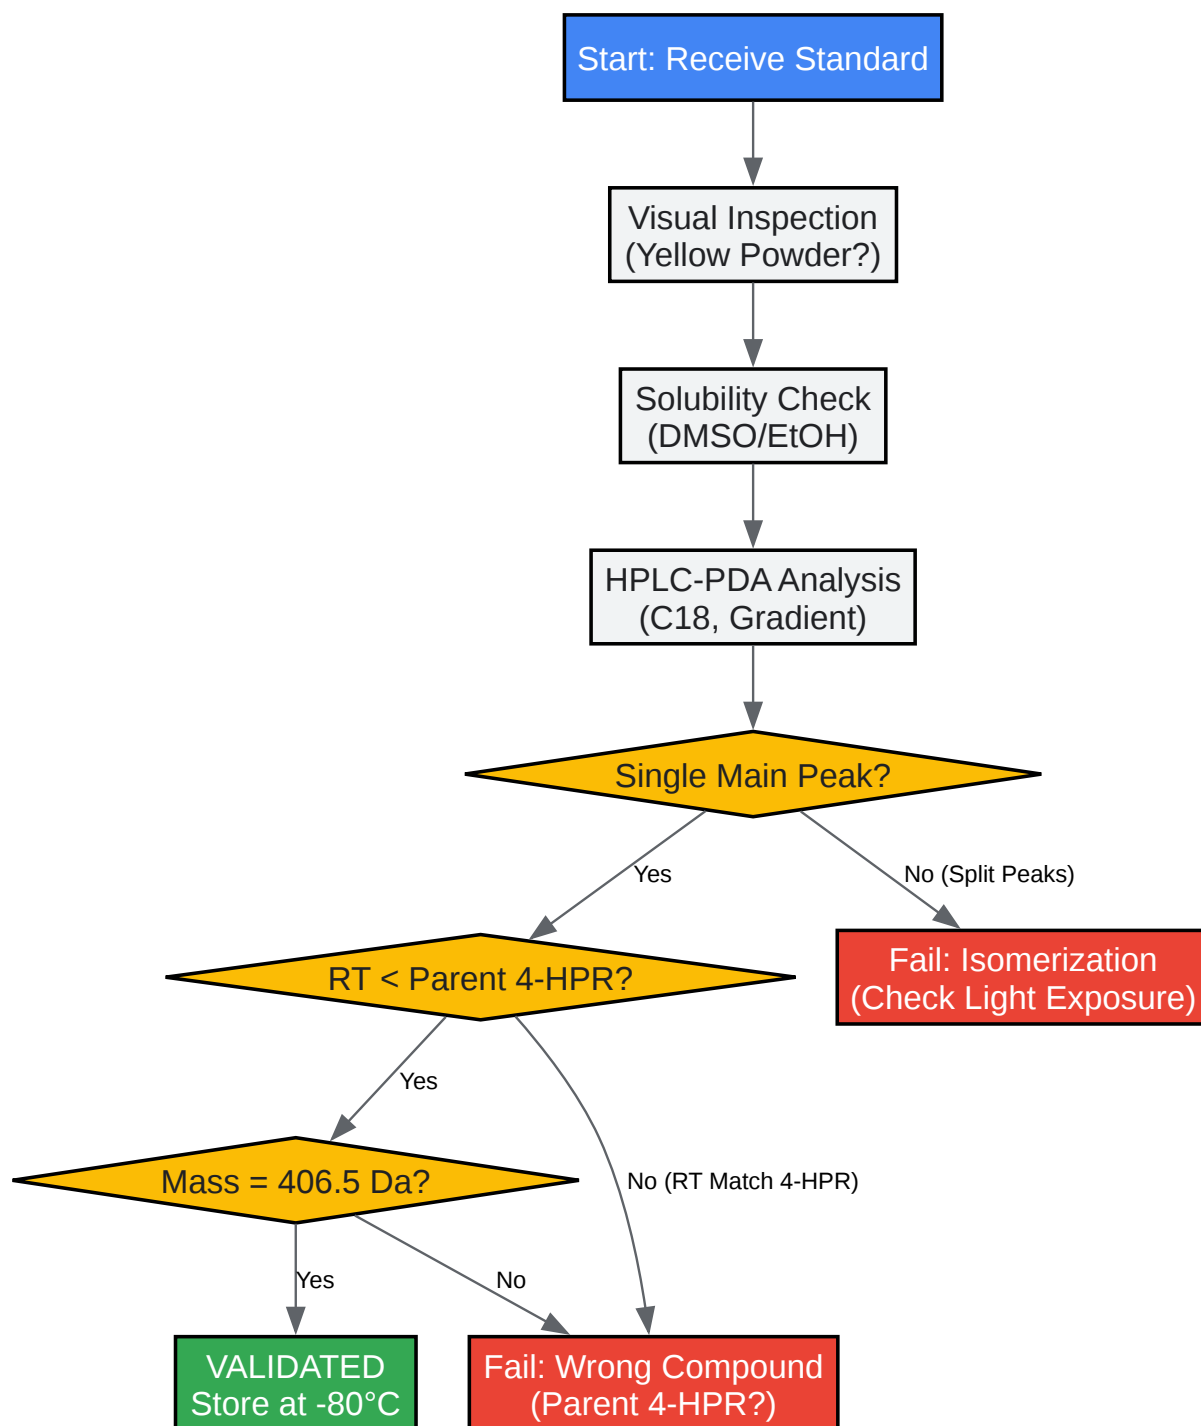 Start: Receive Standard
Visual Inspection
(Yellow Powder?)
Solubility Check
(DMSO/EtOH)
HPLC-PDA Analysis
(C18, Gradient)
Single Main Peak?
Yes
No (Split Peaks)
RT < Parent 4-HPR?
Fail: Isomerization
(Check Light Exposure)
Yes
Mass = 406.5 Da?
No (RT Match 4-HPR)
Yes
No
VALIDATED
Store at -80°C
Fail: Wrong Compound
(Parent 4-HPR?)